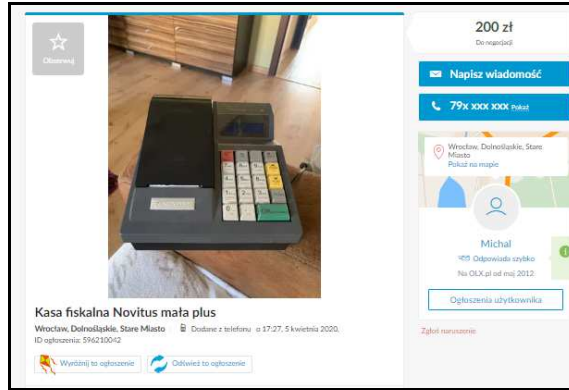 Obserwuj
200 zł
Do negocjacji
Napisz wiadomość
79x xxx xxx Pokaż
Wrocław, Dolnośląskie, Stare
Miasto
Pokaż na mapie
Michal
Odpowiada szybko
Na OLX.pl od maj 2012
Ogłoszenia użytkownika
Zgłoś naruszenie
Kasa fiskalna Novitus mała plus
Wrocław, Dolnośląskie, Stare Miasto Dodane z telefonu o 17:27, 5 kwietnia 2020,
ID ogłoszenia: 596210042
Wyróżnij to ogłoszenie Odśwież to ogłoszenie